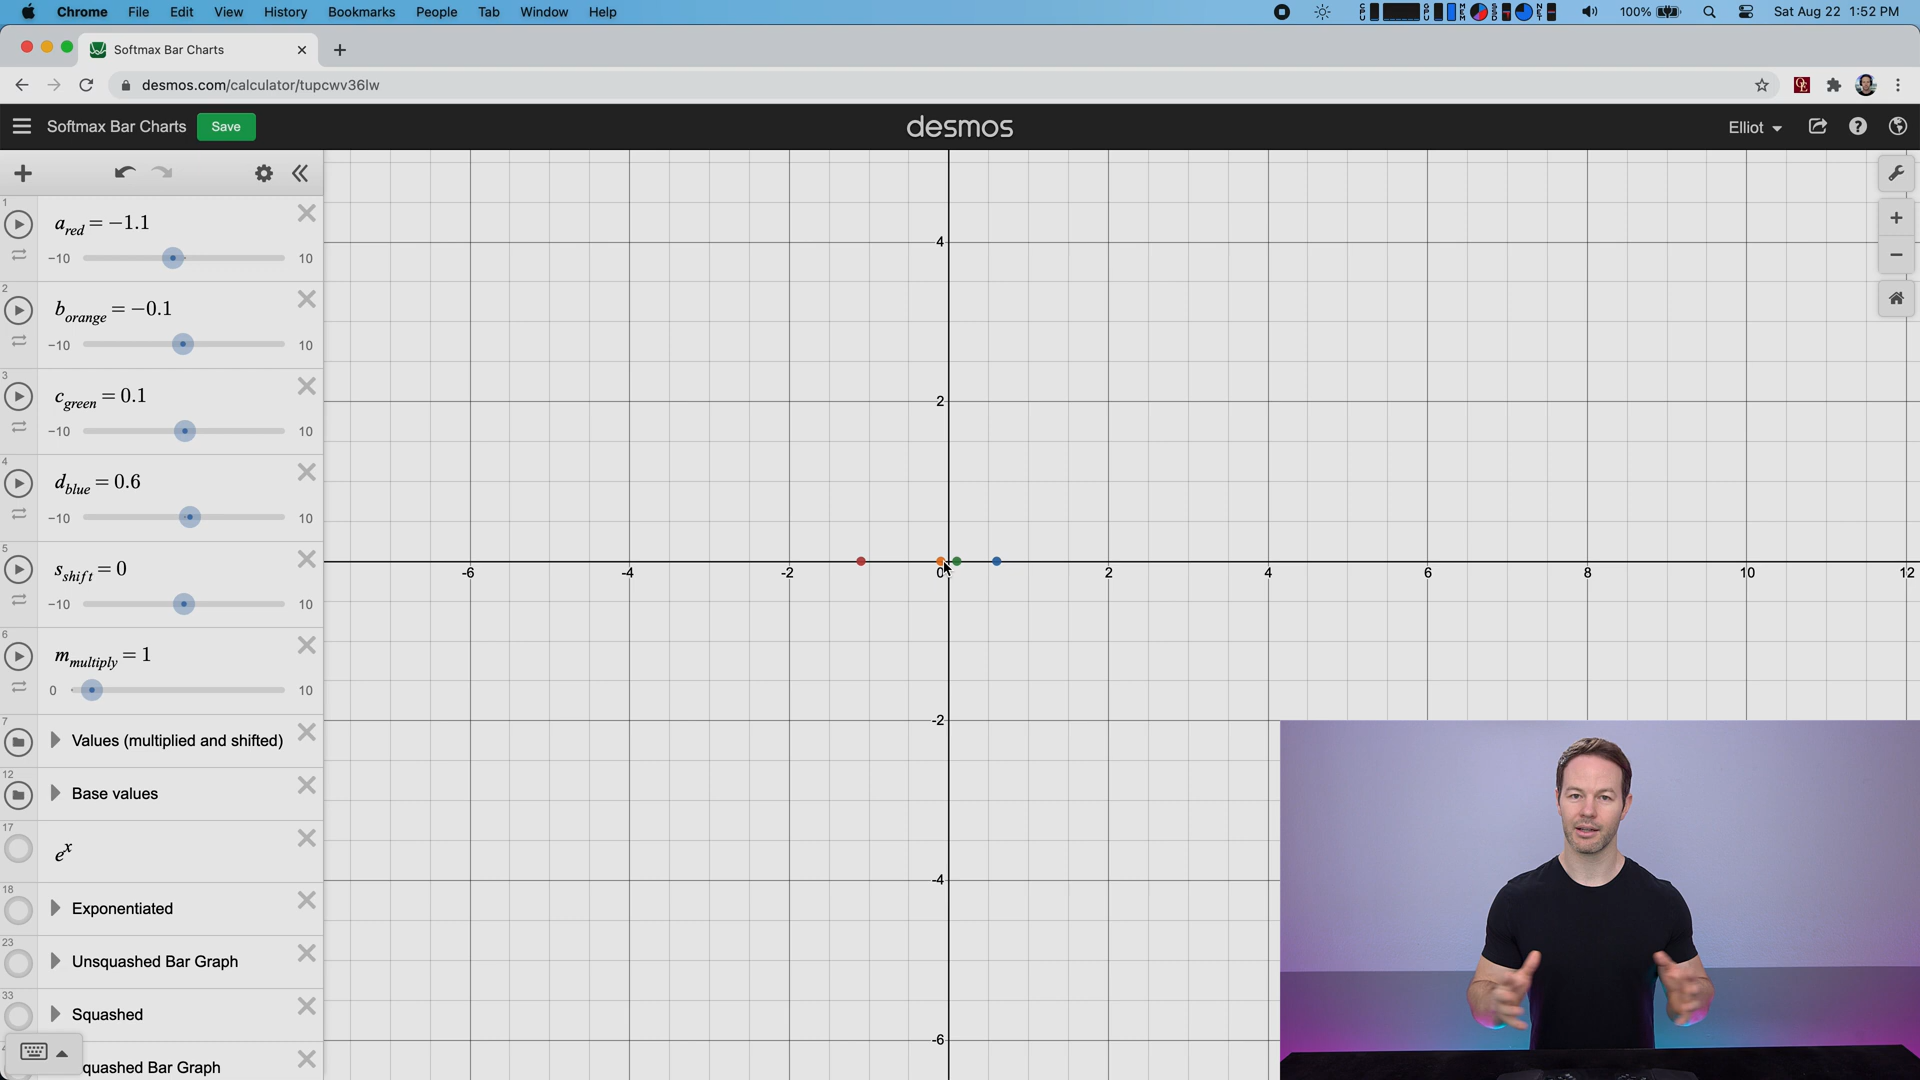 Chrome File Edit View History Bookmarks People Tab Window Help 100% Sat Aug 22 1:52 PM
Softmax Bar Charts
desmos.com/calculator/tupcwv36lw
Softmax Bar Charts Save desmos Elliot
1
a_red = −1.1
-10 10
2
b_orange = −0.1
-10 10
3
c_green = 0.1
-10 10
4
d_blue = 0.6
-10 10
5
s_shift = 0
-10 10
6
m_multiply = 1
0 10
7
Values (multiplied and shifted)
12
Base values
17
e^x
18
Exponentiated
23
Unsquashed Bar Graph
33
Squashed
quashed Bar Graph
4
2
-6 -4 -2 0 2 4 6 8 10 12
-2
-4
-6